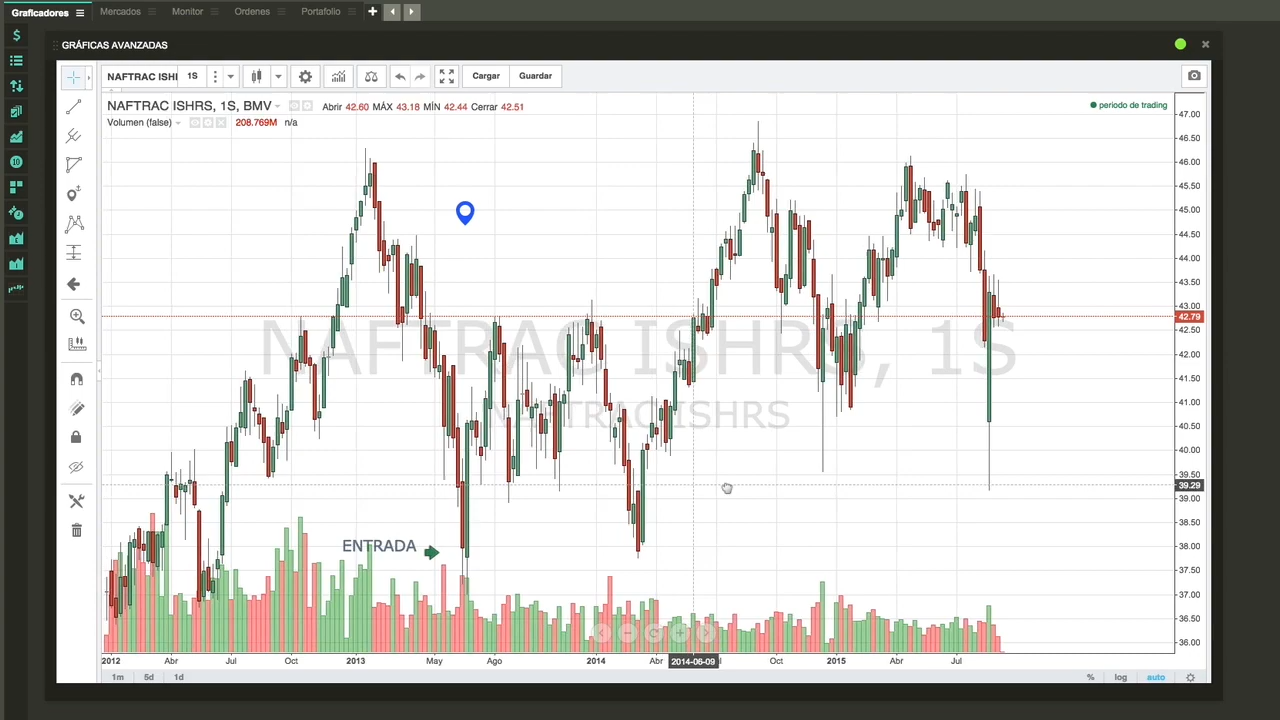 Graficadores Mercados Monitor Ordenes Portafolio
GRÁFICAS AVANZADAS
NAFTRAC ISHI 1S Cargar Guardar
NAFTRAC ISHRS, 1S, BMV Abrir 42.60 MÁX 43.18 MÍN 42.44 Cerrar 42.51
periodo de trading
Volumen (false) 208.769M n/a
47.00
46.50
46.00
45.50
45.00
44.50
44.00
43.50
43.00
42.79
42.50
42.00
41.50
41.00
40.50
40.00
39.50
39.29
39.00
38.50
38.00
37.50
37.00
36.50
36.00
NAFTRAC ISHRS, 1S
NAFTRAC ISHRS
ENTRADA
2012 Abr Jul Oct 2013 May Ago 2014 Abr 2014-06-09 Oct 2015 Abr Jul
1m 5d 1d % log auto